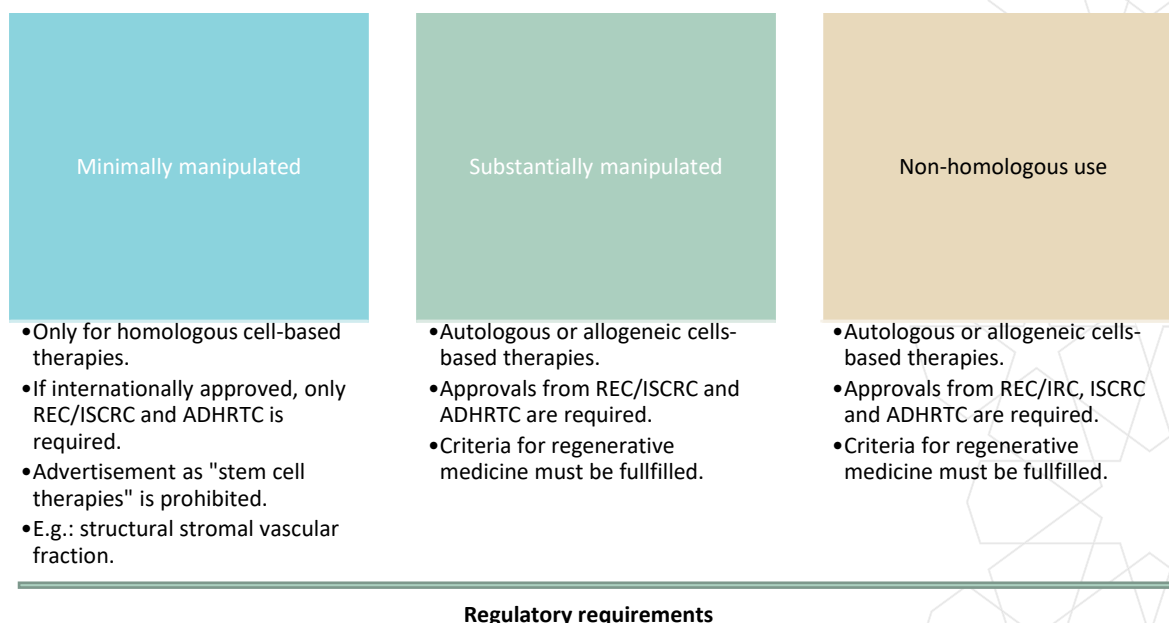 Minimally manipulated
•Only for homologous cell-based
therapies.
•If internationally approved, only
REC/ISCRC and ADHRTC is
required.
•Advertisement as "stem cell
therapies" is prohibited.
•E.g.: structural stromal vascular
fraction.
Substantially manipulated
•Autologous or allogeneic cells-
based therapies.
•Approvals from REC/ISCRC and
ADHRTC are required.
•Criteria for regenerative
medicine must be fullfilled.
Non-homologous use
•Autologous or allogeneic cells-
based therapies.
•Approvals from REC/IRC, ISCRC
and ADHRTC are required.
•Criteria for regenerative
medicine must be fullfilled.
Regulatory requirements